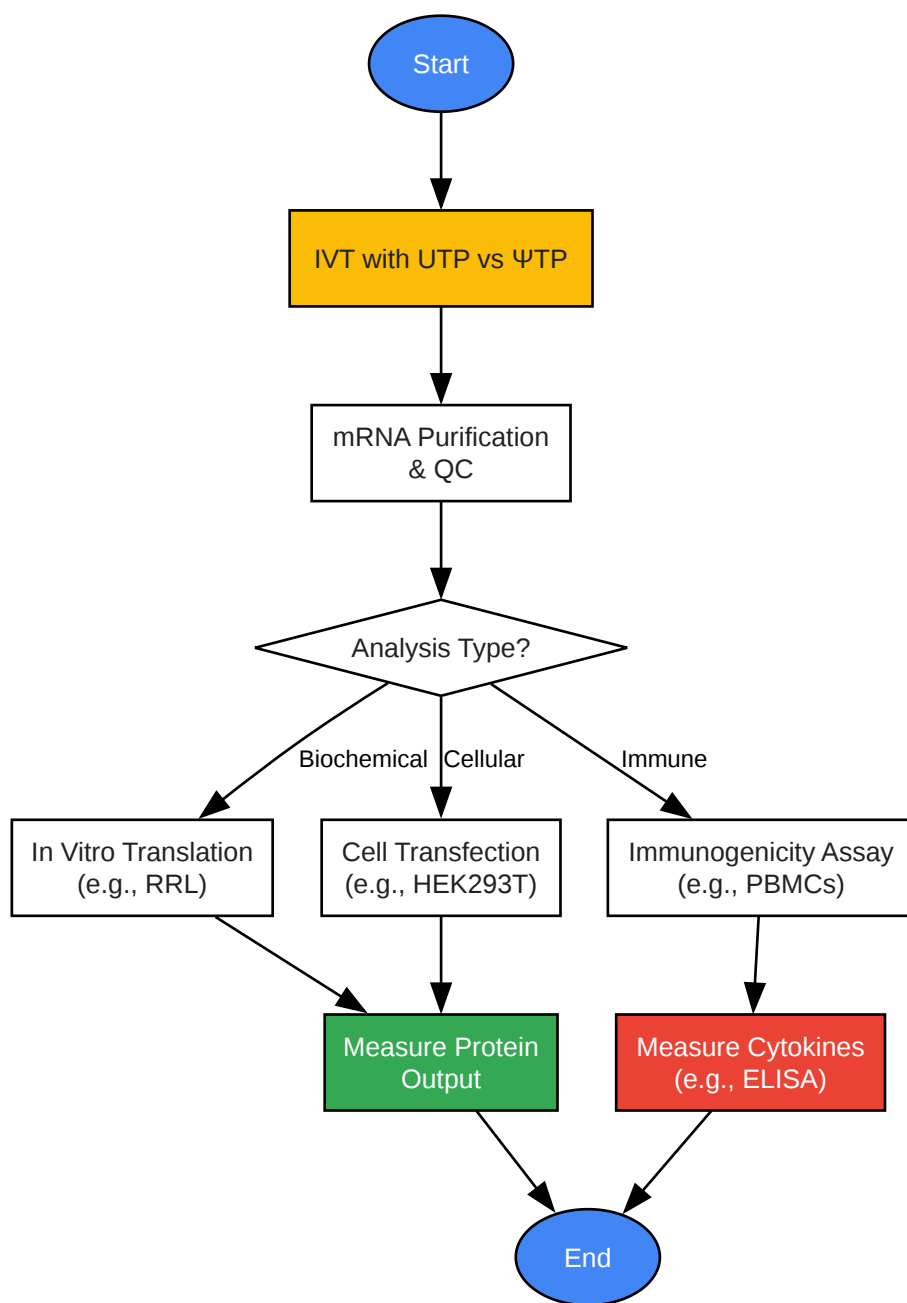 Start
IVT with UTP vs ΨTP
mRNA Purification
& QC
Analysis Type?
Biochemical
Cellular
Immune
In Vitro Translation
(e.g., RRL)
Cell Transfection
(e.g., HEK293T)
Immunogenicity Assay
(e.g., PBMCs)
Measure Protein
Output
Measure Cytokines
(e.g., ELISA)
End